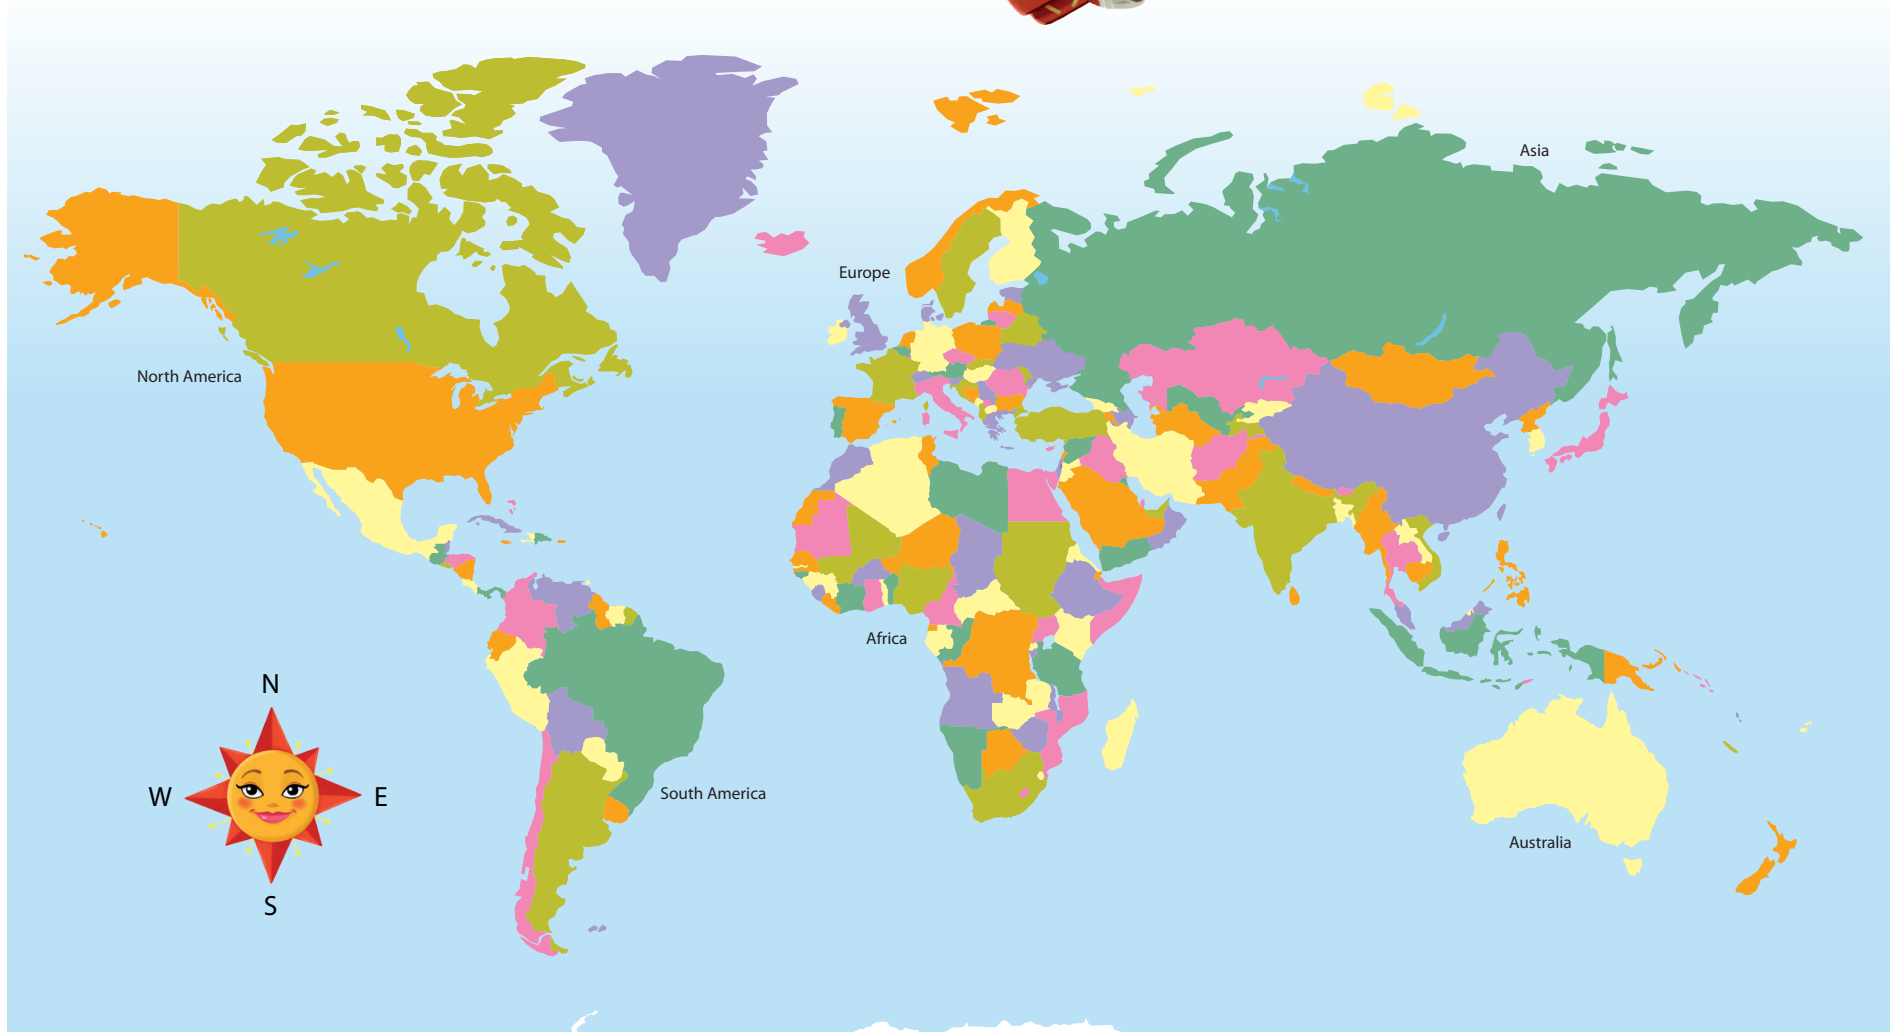 Asia
Europe
North America
Africa
N
W
E
South America
Australia
S